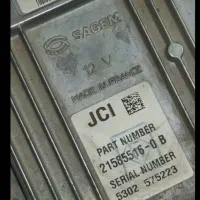 SAGEM
12 V
MADE IN FRANCE
JCI
PART NUMBER
21585516-0 B
SERIAL NUMBER
5302 575223